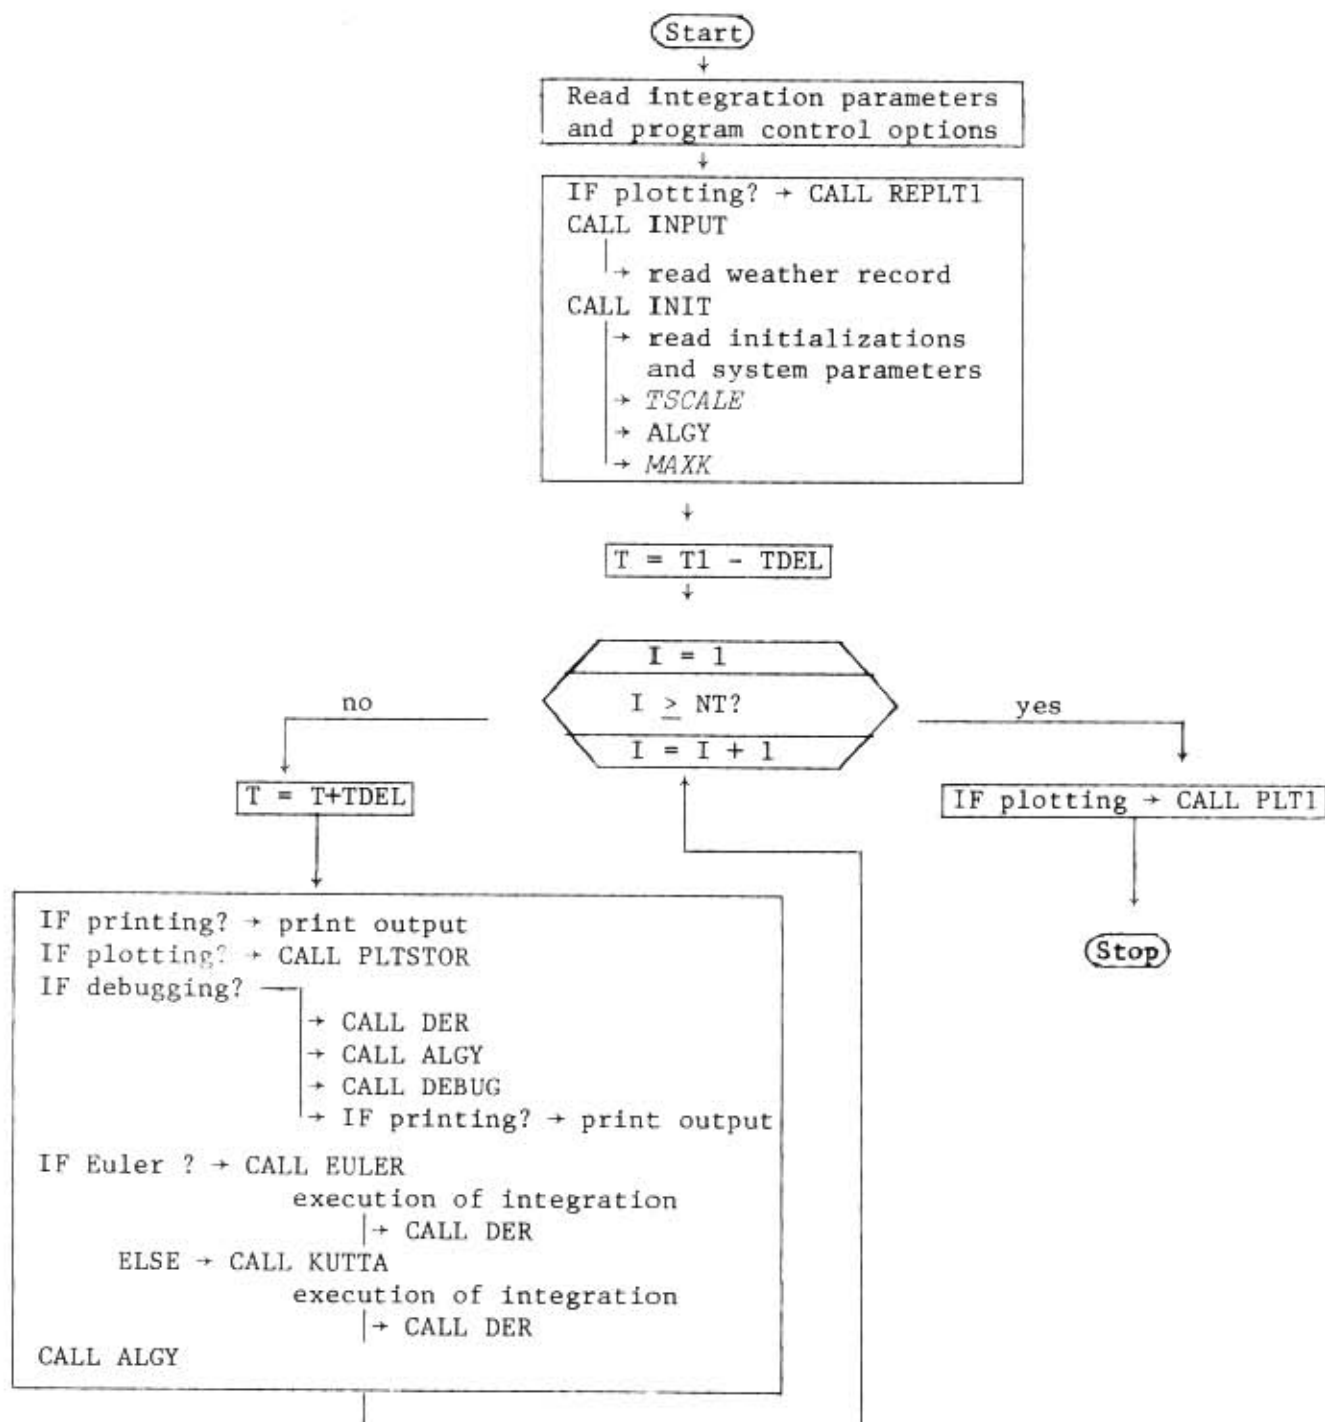 Start
Read integration parameters
and program control options
IF plotting? → CALL REPLT1
CALL INPUT
→ read weather record
CALL INIT
→ read initializations
and system parameters
→ TSCALE
→ ALGY
→ MAXK
T = T1 - TDEL
I = 1
no
I ≥ NT?
yes
I = I + 1
T = T+TDEL
IF plotting → CALL PLT1
IF printing? → print output
IF plotting? → CALL PLTSTOR
Stop
IF debugging?
→ CALL DER
→ CALL ALGY
→ CALL DEBUG
→ IF printing? → print output
IF Euler ? → CALL EULER
execution of integration
→ CALL DER
ELSE → CALL KUTTA
execution of integration
→ CALL DER
CALL ALGY